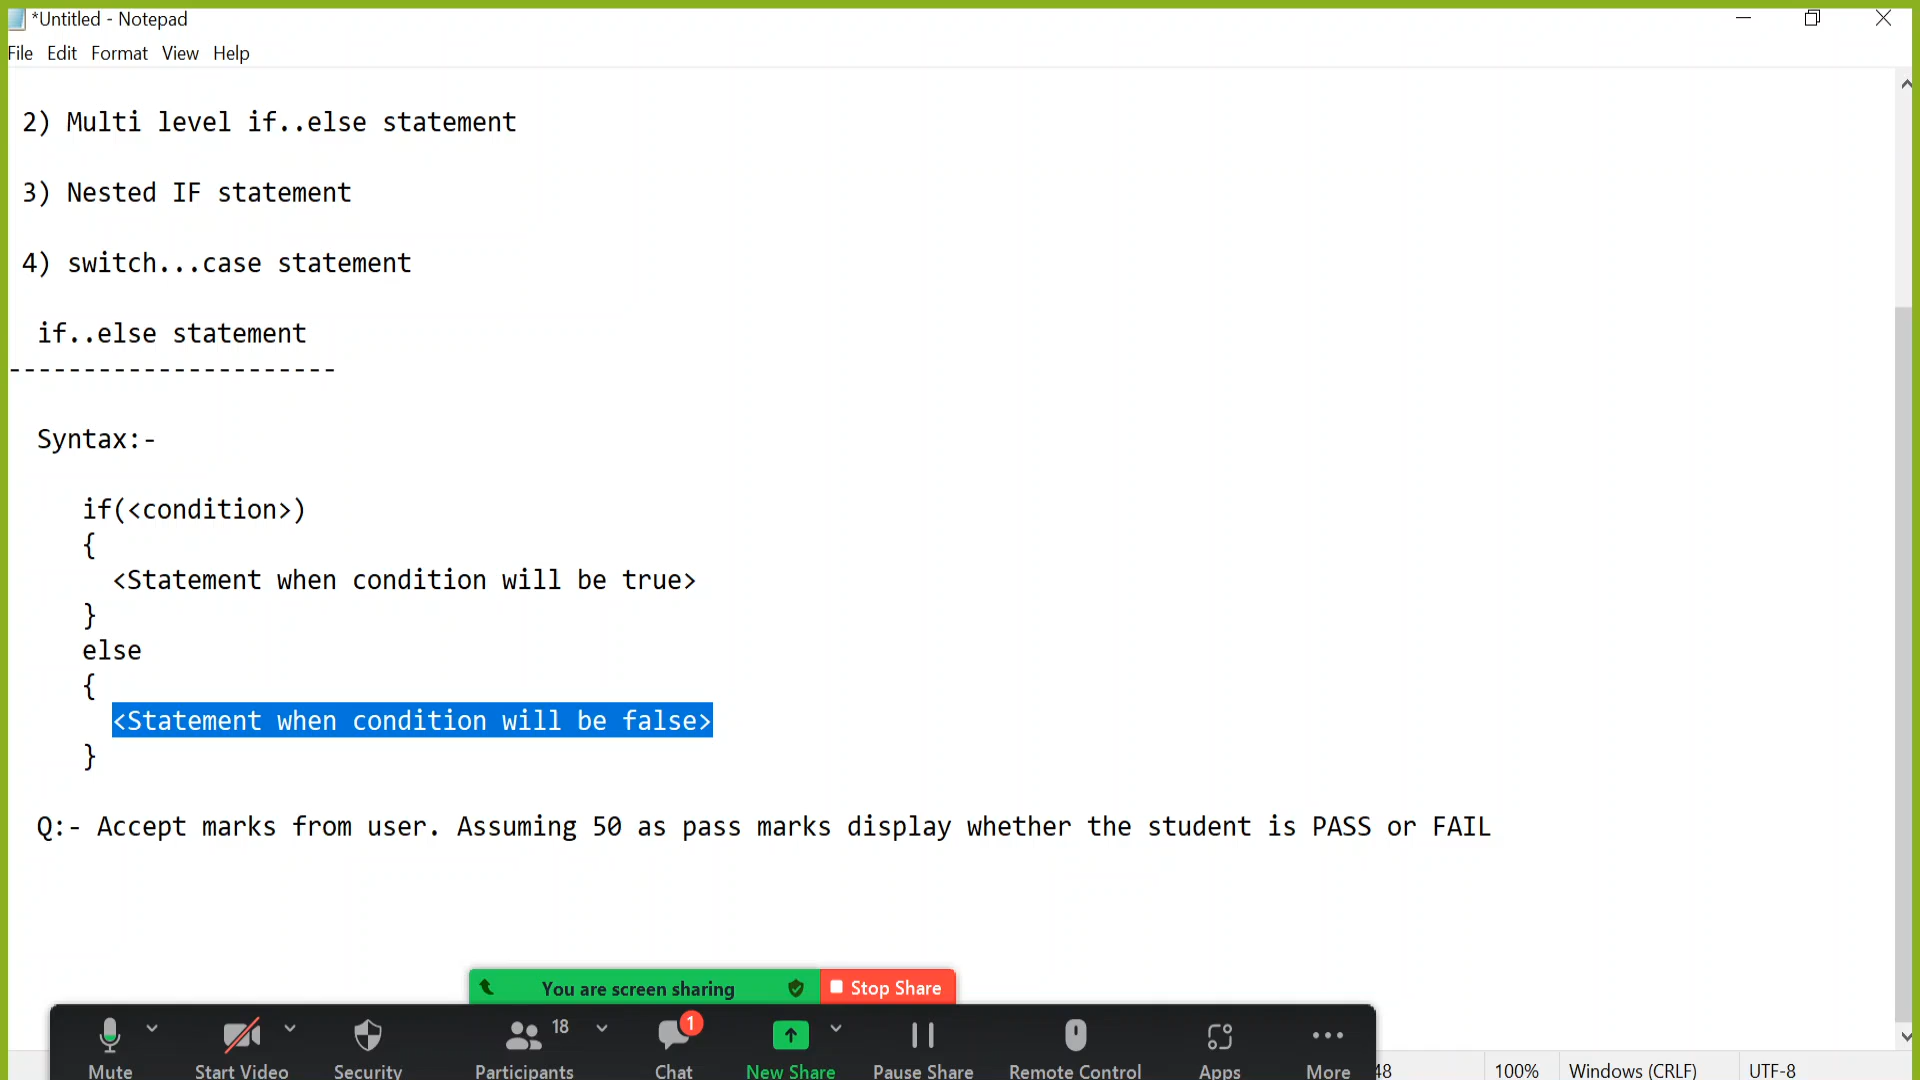 *Untitled - Notepad
File Edit Format View Help
2) Multi level if..else statement
3) Nested IF statement
4) switch...case statement
if..else statement
----------------------
Syntax:-
if(<condition>)
{
<Statement when condition will be true>
}
else
{
<Statement when condition will be false>
}
Q:- Accept marks from user. Assuming 50 as pass marks display whether the student is PASS or FAIL
You are screen sharing Stop Share
18 1
Mute Start Video Security Participants Chat New Share Pause Share Remote Control Apps More
48 100% Windows (CRLF) UTF-8